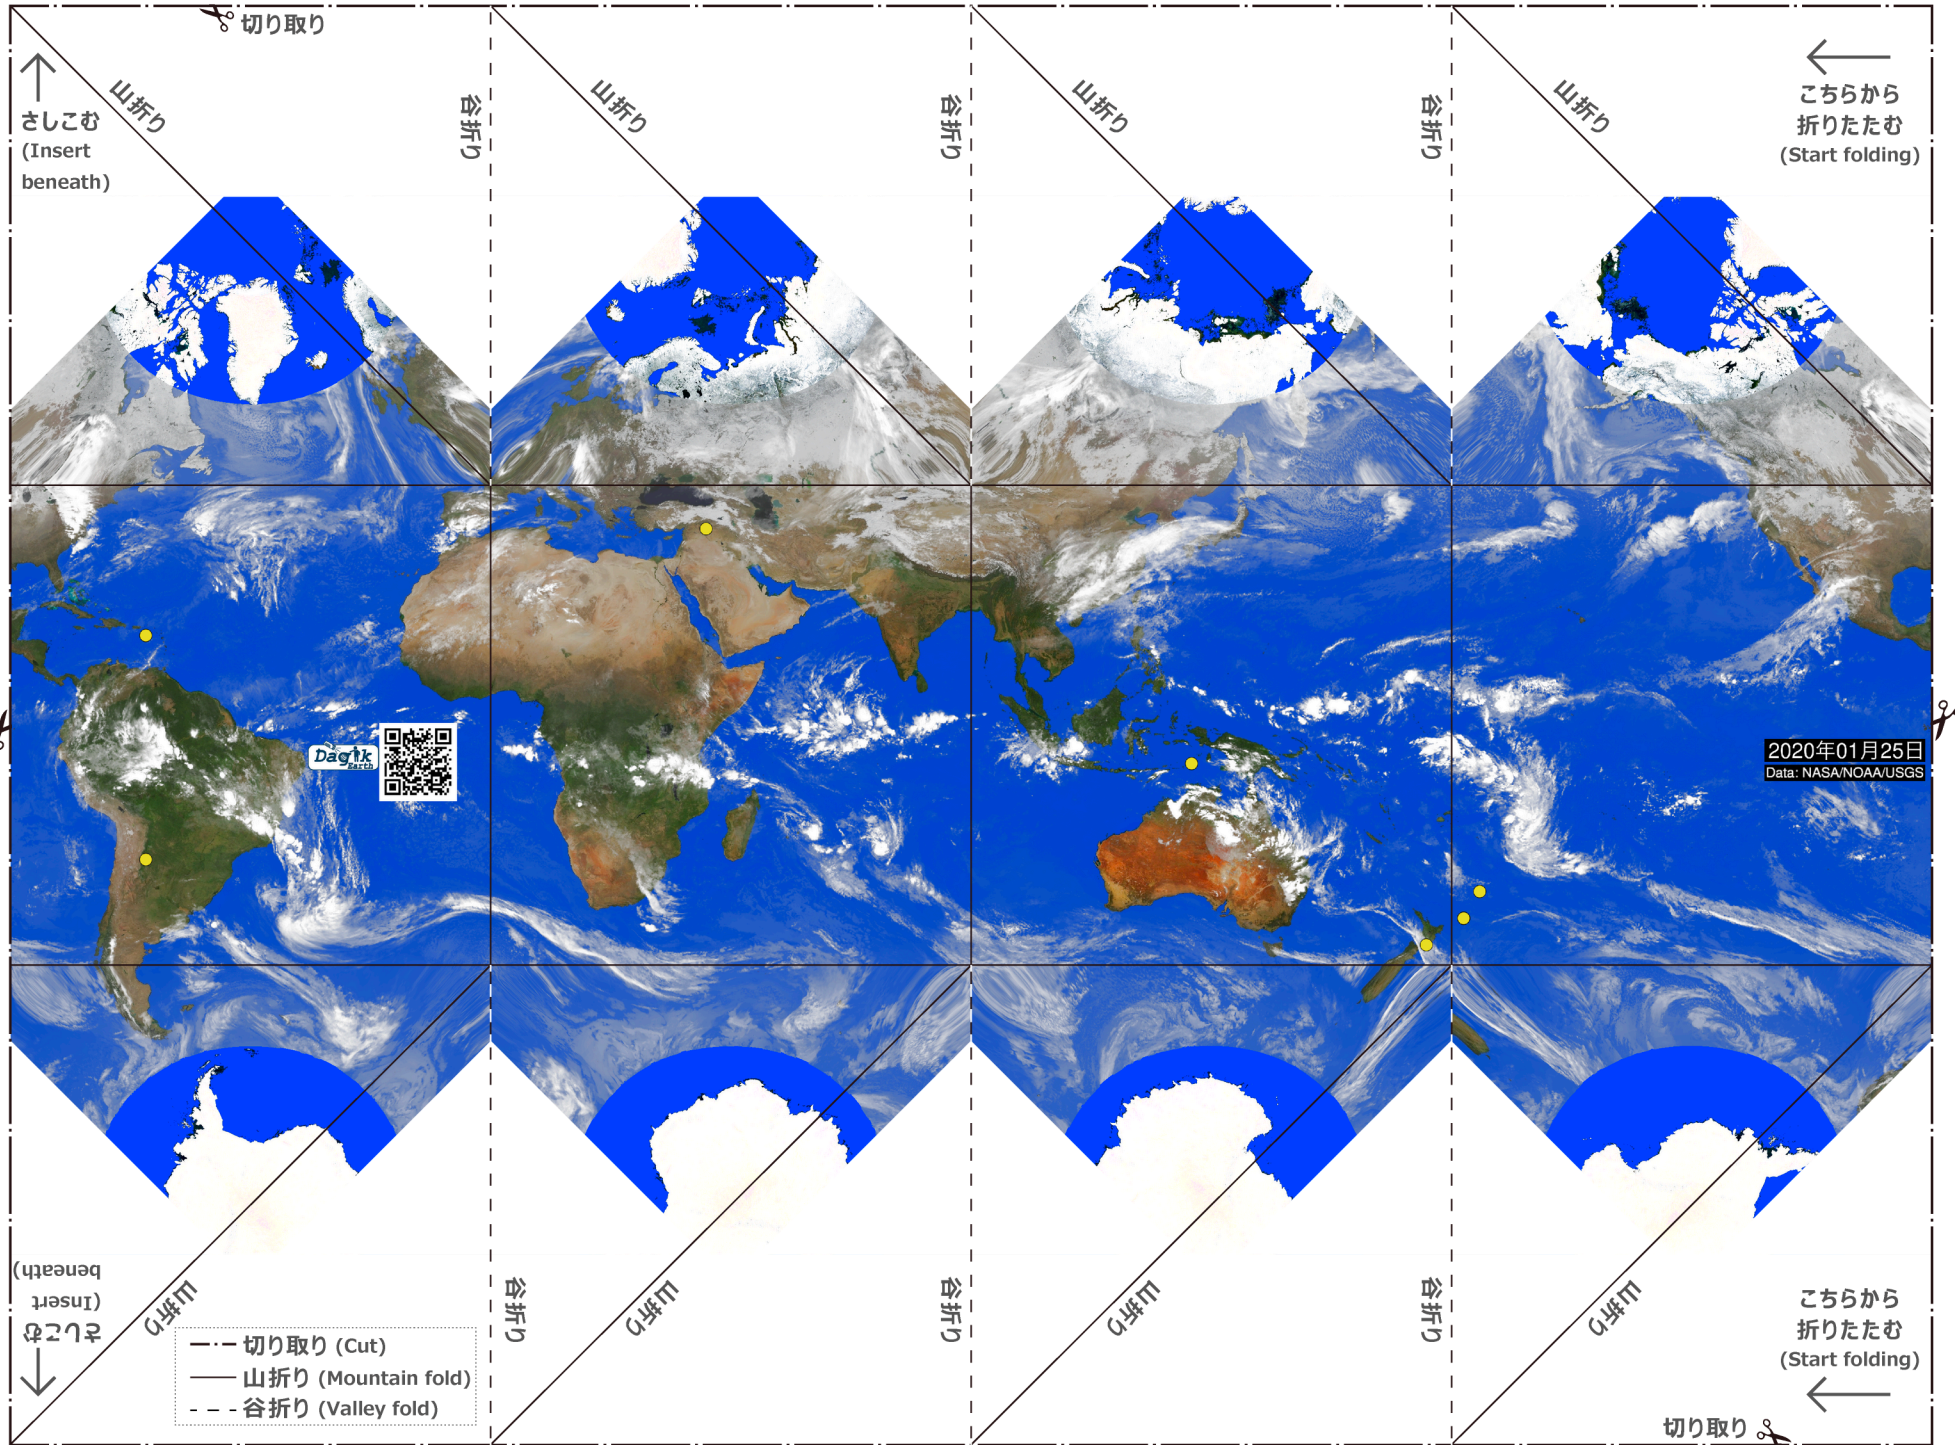 切り取り
さしこむ
(Insert
beneath)
山折り
谷折り
山折り
谷折り
山折り
谷折り
山折り
こちらから
折りたたむ
(Start folding)
Dagik
Earth
2020年01月25日
Data: NASA/NOAA/USGS
さしこむ
(Insert
beneath)
山折り
谷折り
山折り
谷折り
山折り
谷折り
山折り
こちらから
折りたたむ
(Start folding)
切り取り (Cut)
山折り (Mountain fold)
谷折り (Valley fold)
切り取り